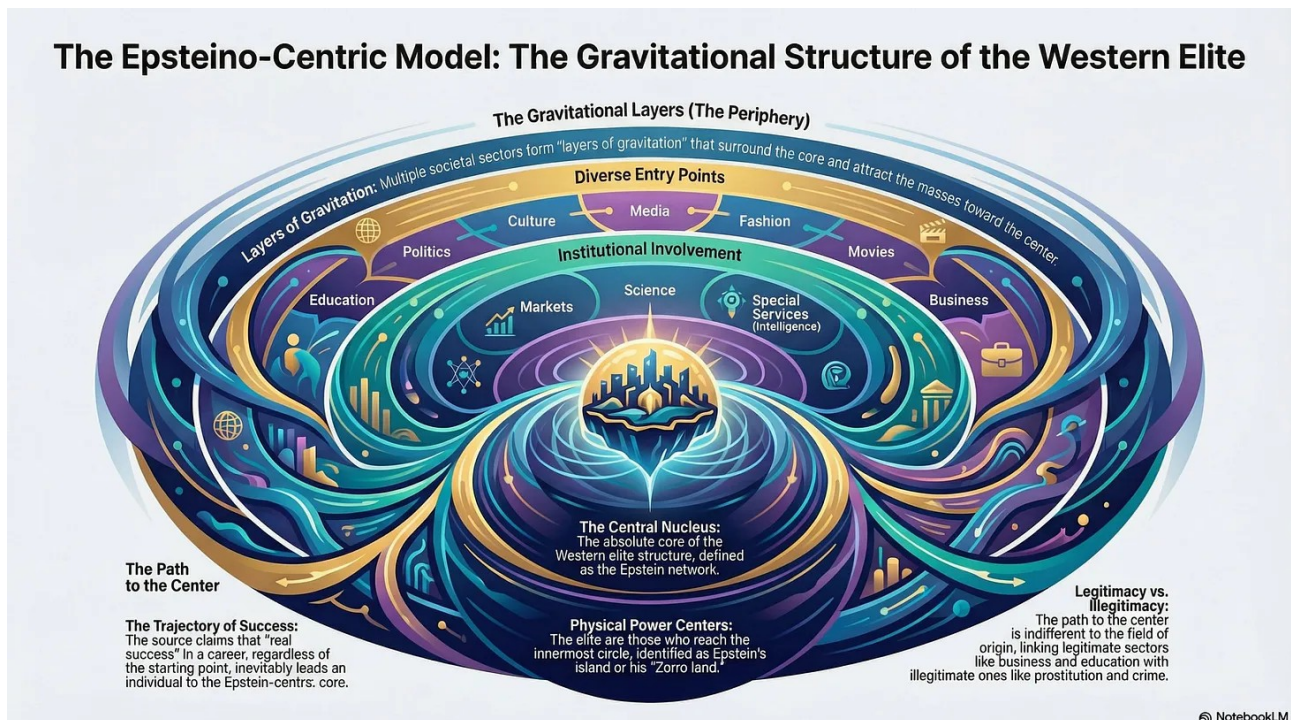 The Epsteino-Centric Model: The Gravitational Structure of the Western Elite
The Gravitational Layers (The Periphery)
Layers of Gravitation: Multiple societal sectors form "layers of gravitation" that surround the core and attract the masses toward the center.
Diverse Entry Points
Media
Culture
Fashion
Politics
Movies
Institutional Involvement
Education
Business
Science
Markets
Special
Services
(Intelligence)
The Central Nucleus:
The absolute core of the
Western elite structure, defined
as the Epstein network.
The Path
to the Center
The Trajectory of Success:
The source claims that "real
success" In a career, regardless of
the starting point, inevitably leads an
individual to the Epstein-centrs. core.
Physical Power Centers:
The elite are those who reach the
innermost circle, identified as Epstein's
island or his "Zorro land."
Legitimacy vs.
Illegitimacy:
The path to the center
is indifferent to the field of
origin, linking legitimate sectors
like business and education with
illegitimate ones like prostitution and crime.
NotebookLM